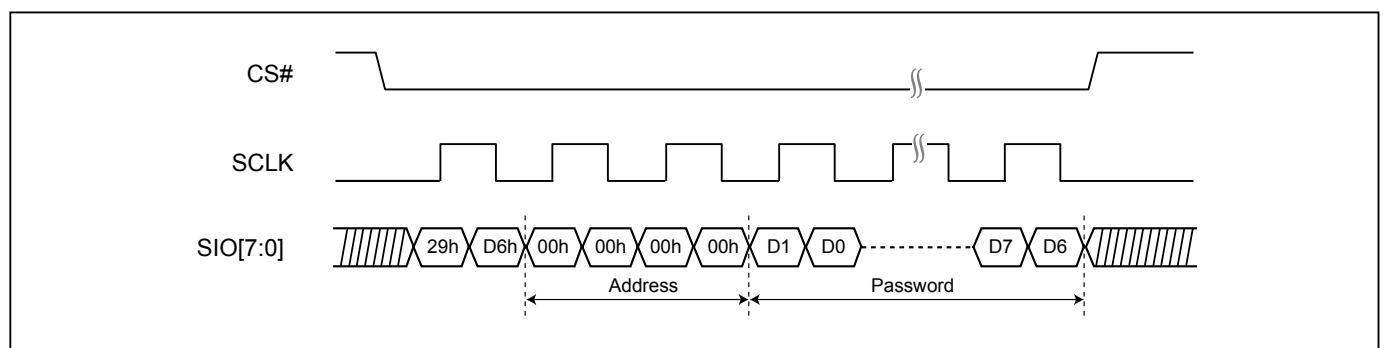 CS#
SCLK
SIO[7:0]
29h D6h 00h 00h 00h 00h D1 D0 D7 D6
Address Password